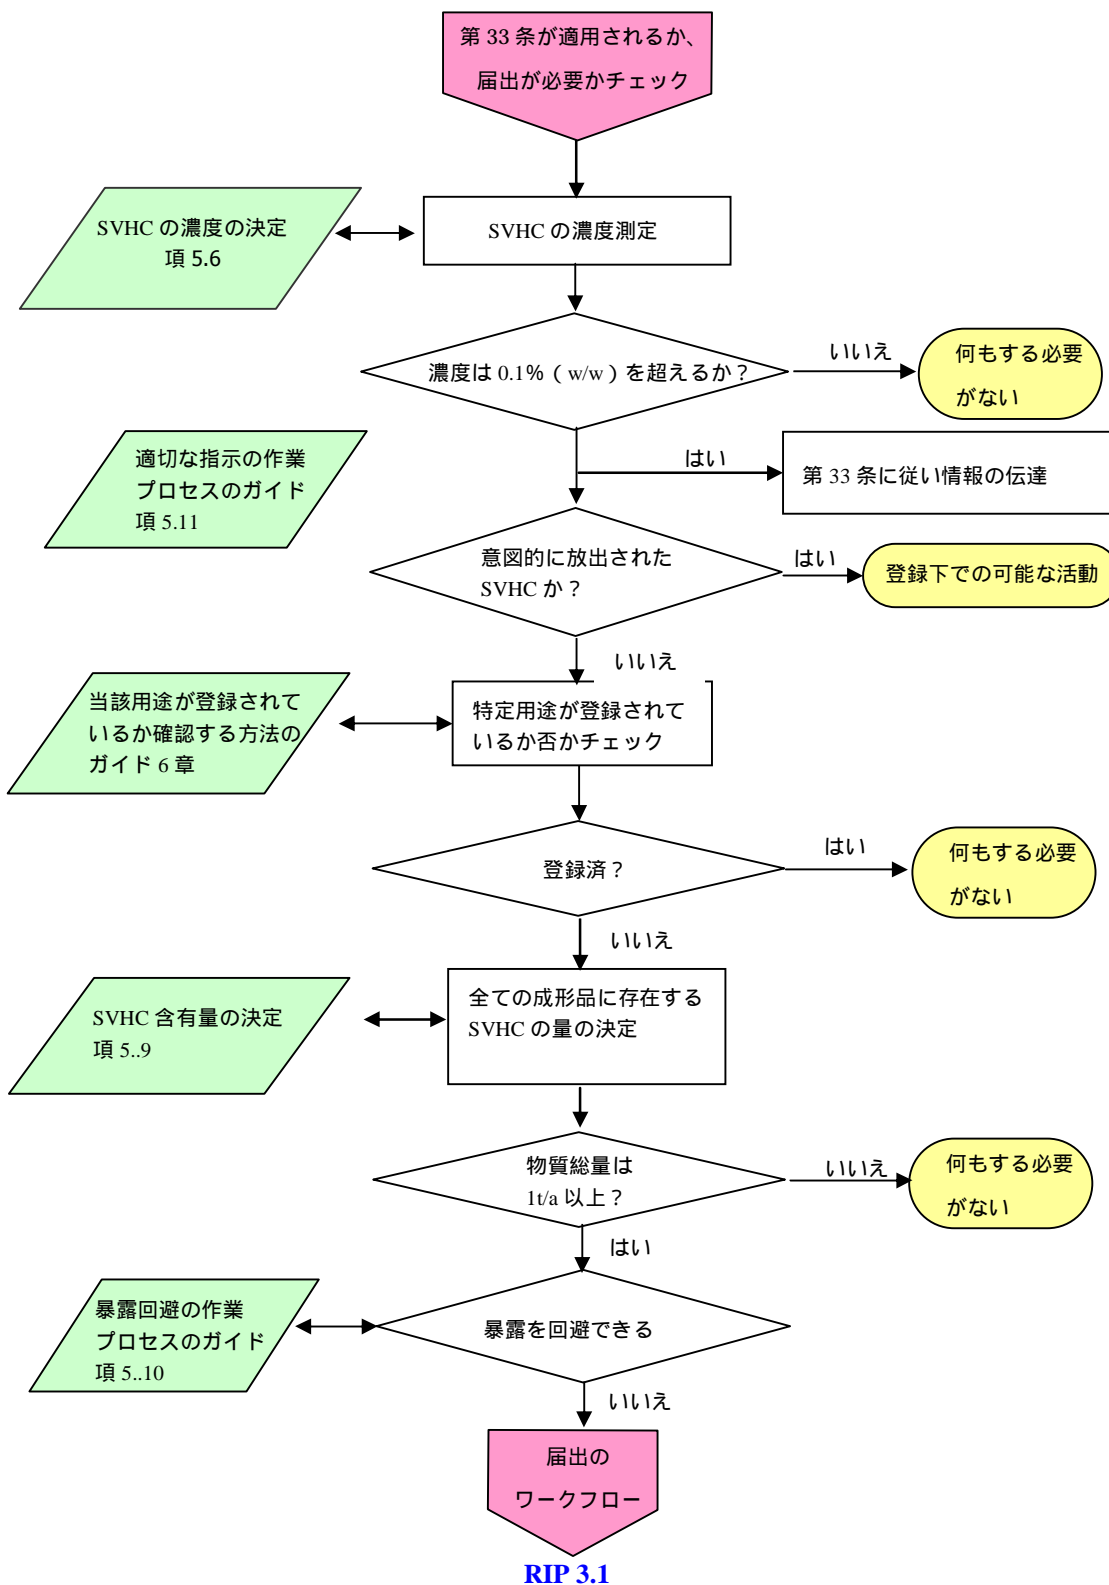 第 33 条が適用されるか、
届出が必要かチェック
SVHC の濃度の決定
項 5.6
SVHC の濃度測定
濃度は 0.1%（w/w）を超えるか？
いいえ
何もする必要
がない
適切な指示の作業
プロセスのガイド
項 5.11
はい
第 33 条に従い情報の伝達
意図的に放出された
SVHC か？
はい
登録下での可能な活動
いいえ
当該用途が登録されて
いるか確認する方法の
ガイド 6 章
特定用途が登録されて
いるか否かチェック
登録済？
はい
何もする必要
がない
いいえ
SVHC 含有量の決定
項 5..9
全ての成形品に存在する
SVHC の量の決定
物質総量は
1t/a 以上？
いいえ
何もする必要
がない
はい
暴露回避の作業
プロセスのガイド
項 5..10
暴露を回避できる
いいえ
届出の
ワークフロー
RIP 3.1